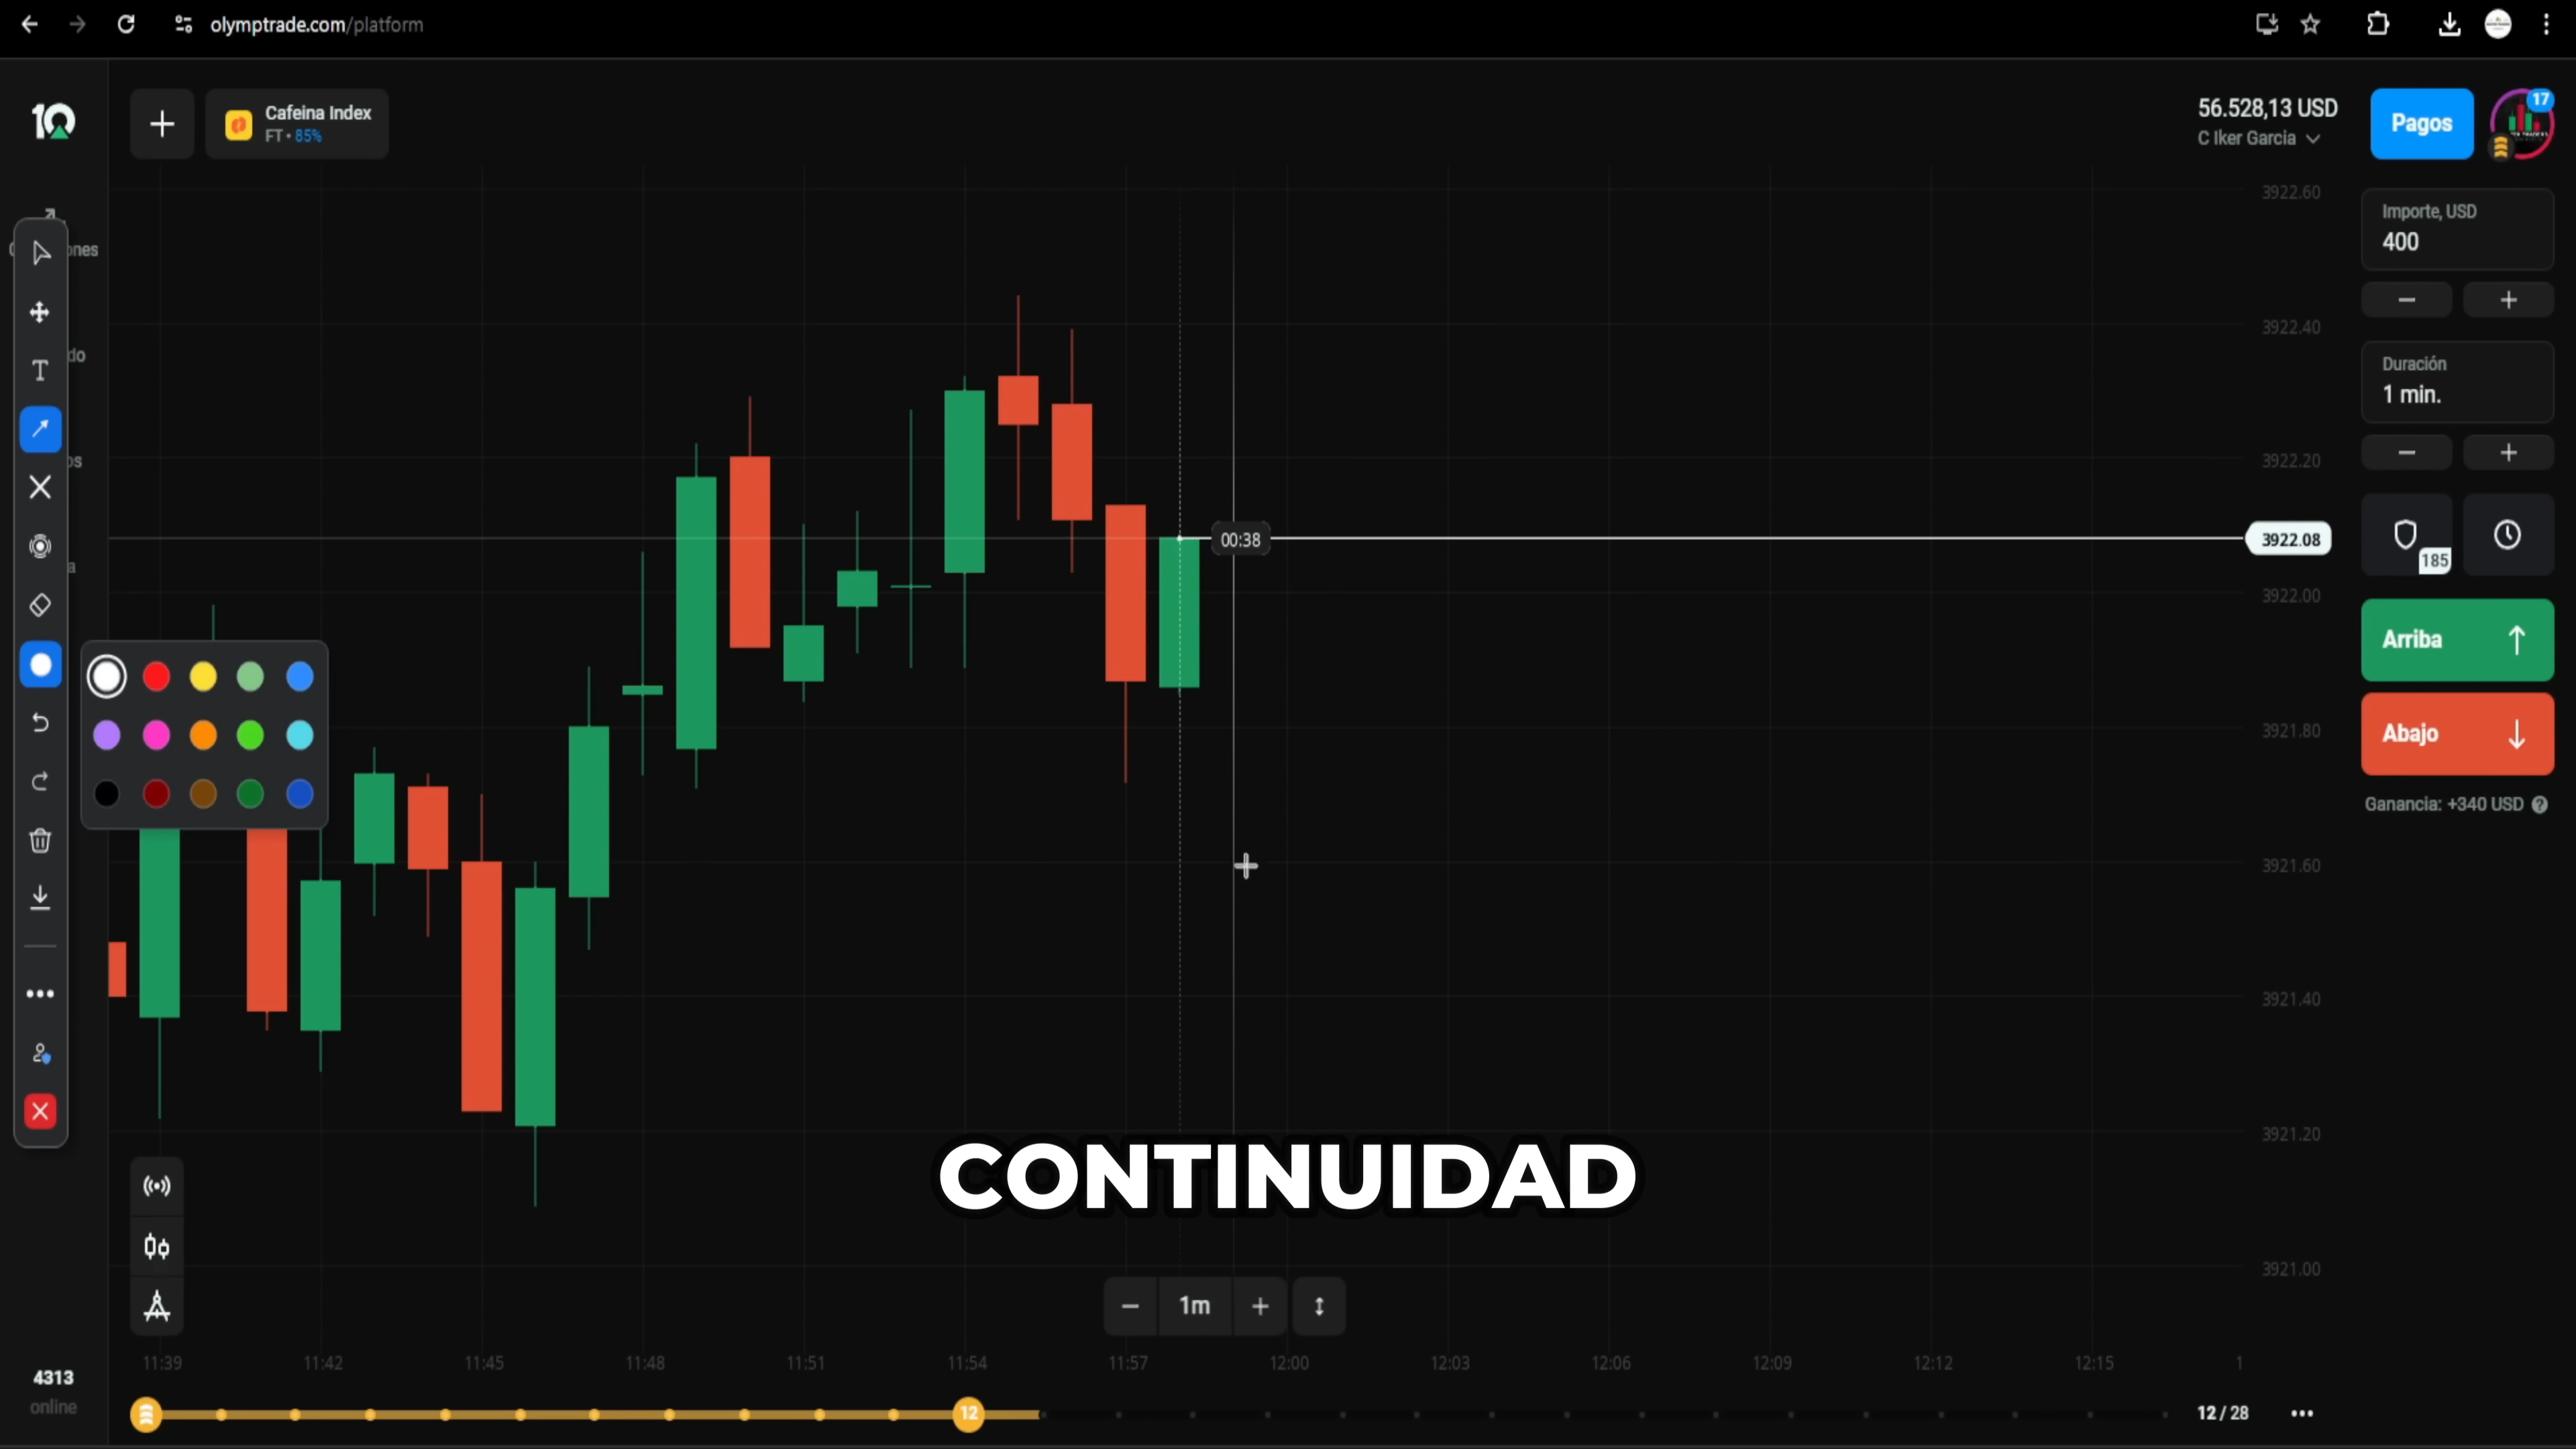 olymptrade.com/platform
Cafeina Index
FT • 85%
56.528,13 USD
C Iker Garcia
Pagos
17
Importe, USD
400
Duración
1 min.
185
Arriba
Abajo
Ganancia: +340 USD
3922.60
3922.40
3922.20
3922.08
3922.00
3921.80
3921.60
3921.40
3921.20
3921.00
00:38
CONTINUIDAD
1m
11:39
11:42
11:45
11:48
11:51
11:54
11:57
12:00
12:03
12:06
12:09
12:12
12:15
4313
online
12
12 / 28